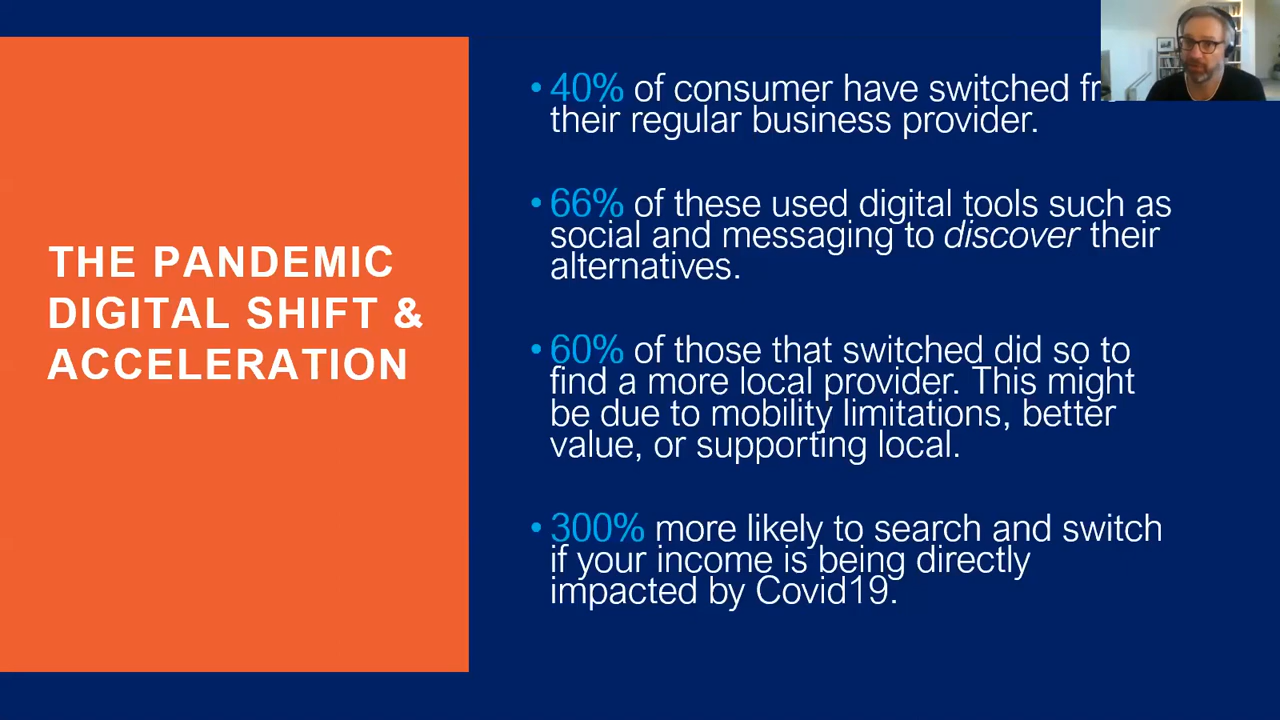 THE PANDEMIC
DIGITAL SHIFT &
ACCELERATION
• 40% of consumer have switched
their regular business provider.
• 66% of these used digital tools such as
social and messaging to discover their
alternatives.
• 60% of those that switched did so to
find a more local provider. This might
be due to mobility limitations, better
value, or supporting local.
• 300% more likely to search and switch
if your income is being directly
impacted by Covid19.